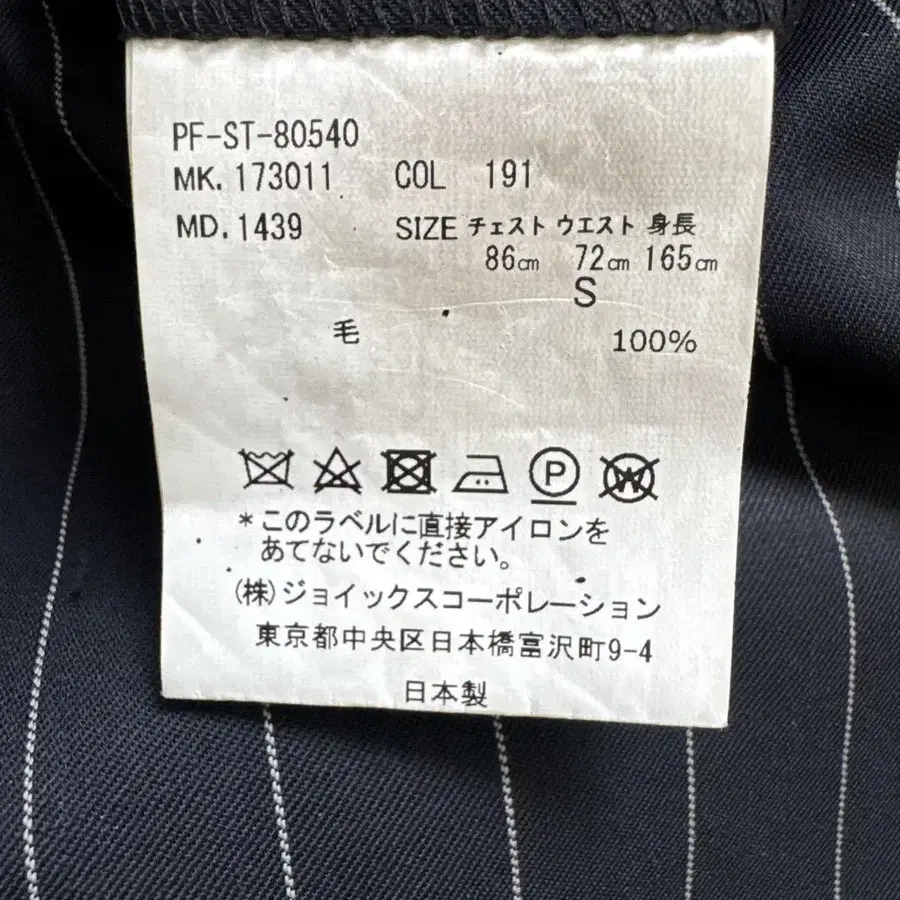 PF-ST-80540
MK. 173011 COL 191
MD. 1439 SIZE チェスト ウエスト 身長
86㎝ 72㎝ 165㎝
S
毛 100%
P W
*このラベルに直接アイロンを
あてないでください。
(株)ジョイックスコーポレーション
東京都中央区日本橋富沢町9-4
日本製